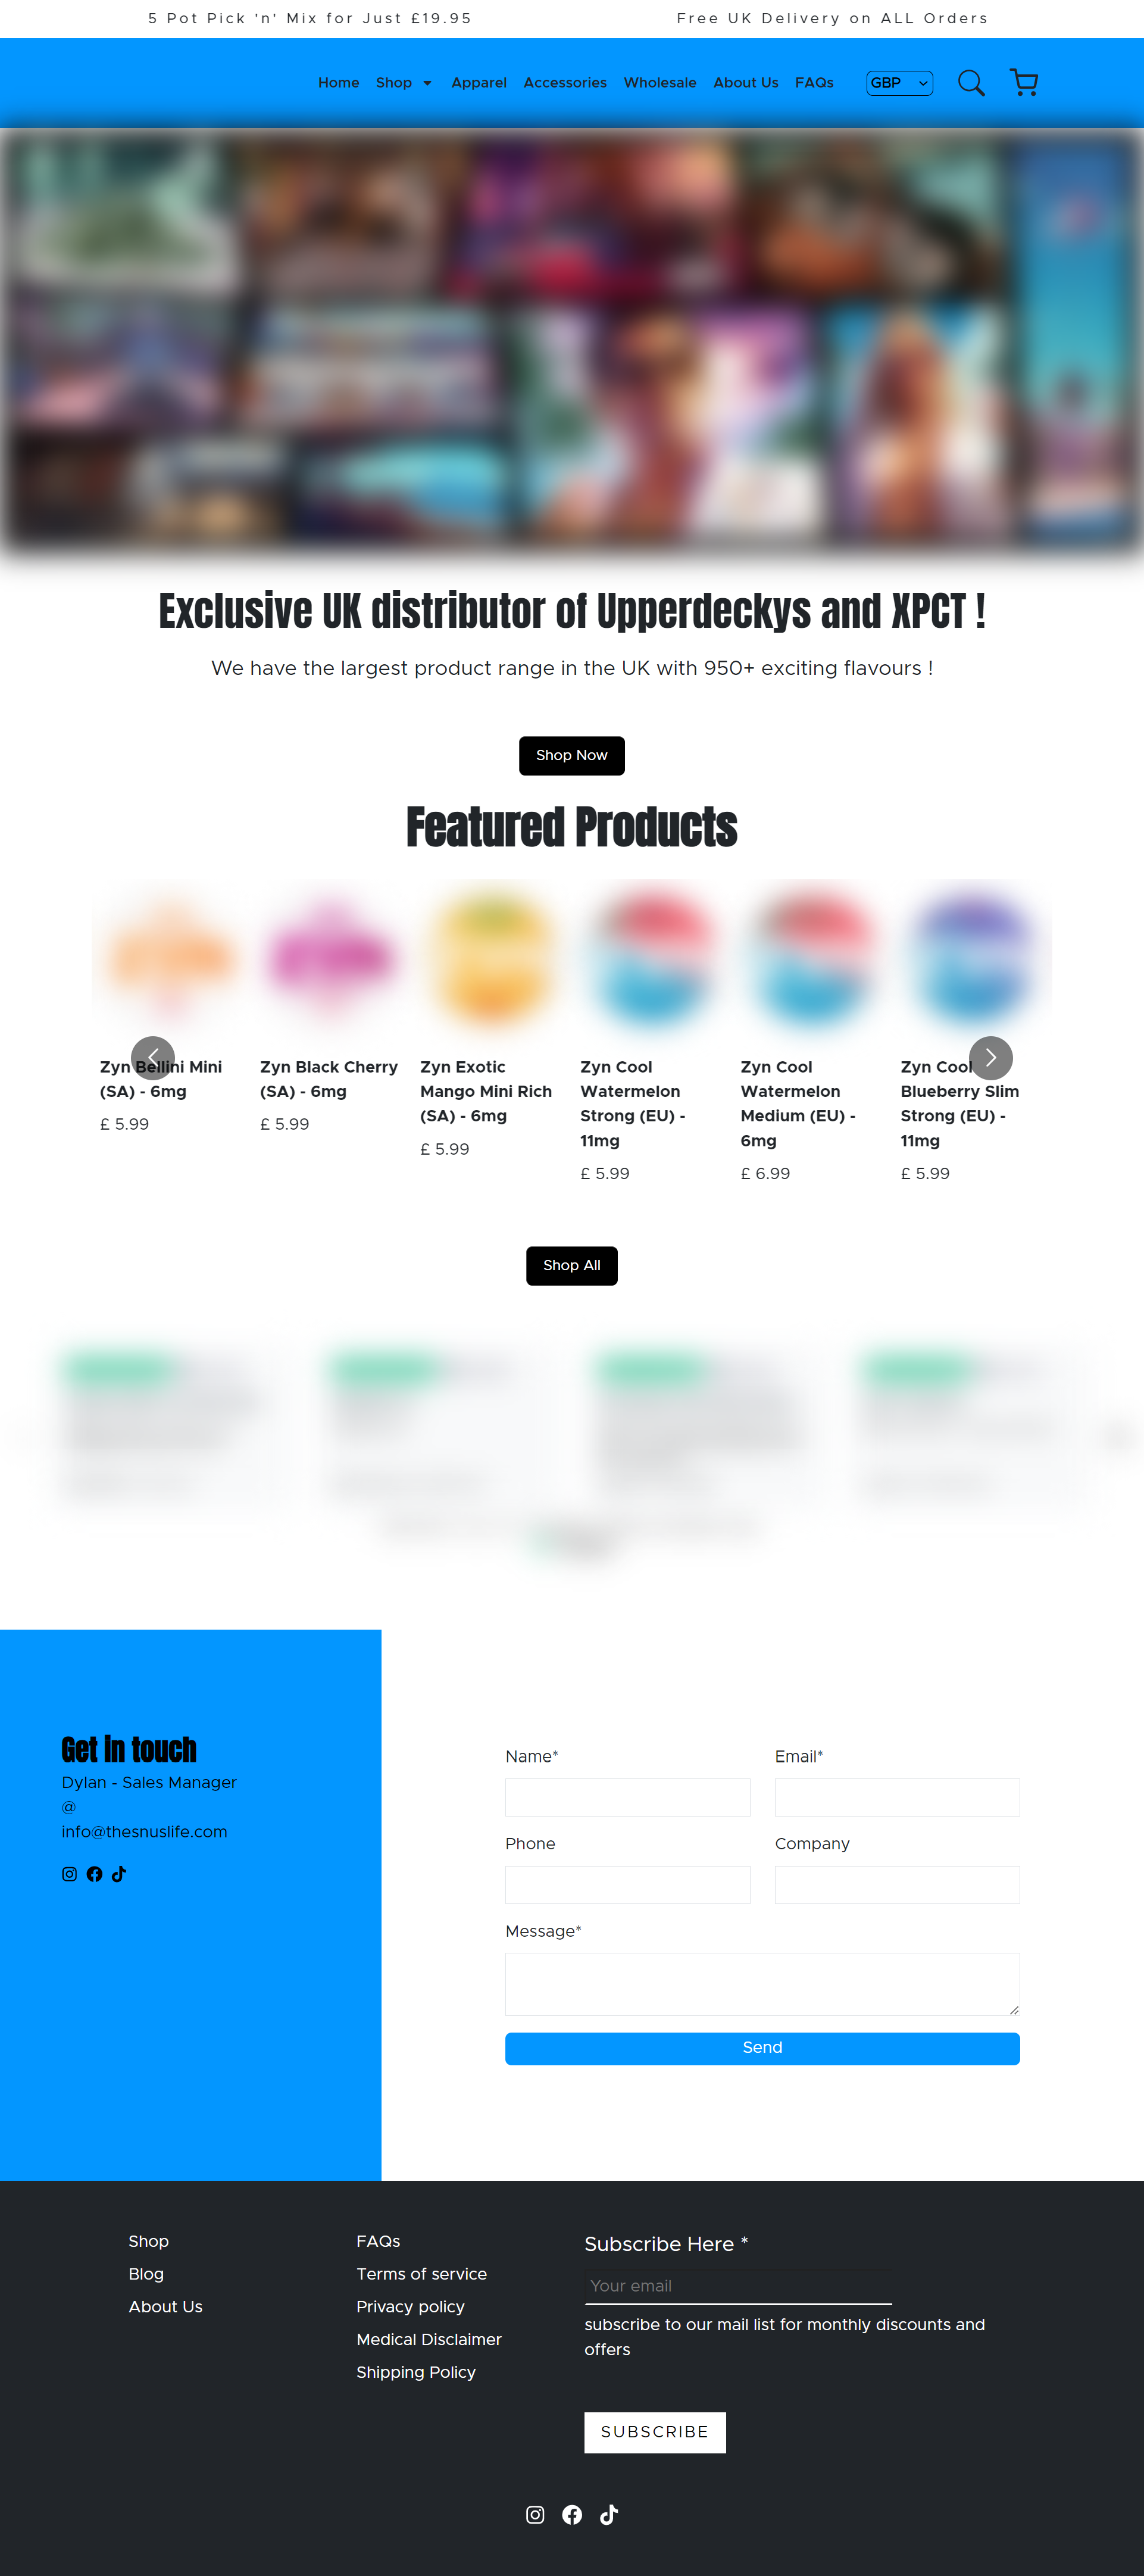 5 Pot Pick 'n' Mix for Just £19.95
Free UK Delivery on ALL Orders
Home
Shop
Apparel
Accessories
Wholesale
About Us
FAQs
GBP
Exclusive UK distributor of Upperdeckys and XPCT !
We have the largest product range in the UK with 950+ exciting flavours !
Shop Now
Featured Products
Zyn Bellini Mini
(SA) - 6mg
£ 5.99
Zyn Black Cherry
(SA) - 6mg
£ 5.99
Zyn Exotic
Mango Mini Rich
(SA) - 6mg
£ 5.99
Zyn Cool
Watermelon
Strong (EU) -
11mg
£ 5.99
Zyn Cool
Watermelon
Medium (EU) -
6mg
£ 6.99
Zyn Cool
Blueberry Slim
Strong (EU) -
11mg
£ 5.99
Shop All
Get in touch
Dylan - Sales Manager
@
info@thesnuslife.com
Name*
Email*
Phone
Company
Message*
Send
Shop
Blog
About Us
FAQs
Terms of service
Privacy policy
Medical Disclaimer
Shipping Policy
Subscribe Here *
Your email
subscribe to our mail list for monthly discounts and
offers
SUBSCRIBE